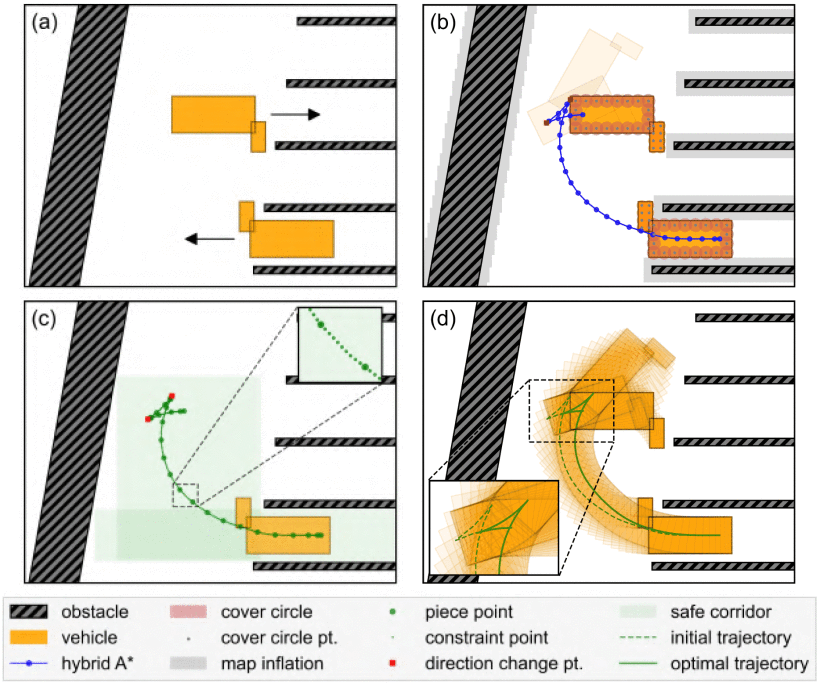 (a)
(b)
(c)
(d)
obstacle
cover circle
piece point
safe corridor
vehicle
cover circle pt.
constraint point
initial trajectory
hybrid A*
map inflation
direction change pt.
optimal trajectory